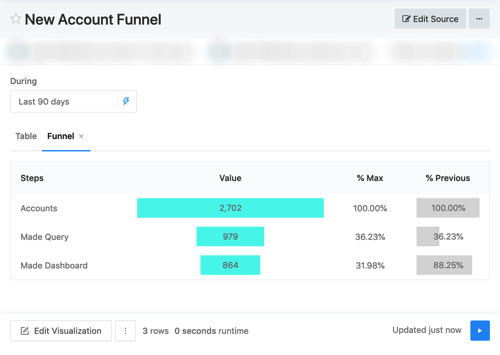 New Account Funnel
Edit Source
During
Last 90 days
Table Funnel ×
Steps Value % Max % Previous
Accounts 2,702 100.00% 100.00%
Made Query 979 36.23% 36.23%
Made Dashboard 864 31.98% 88.25%
Edit Visualization 3 rows 0 seconds runtime Updated just now